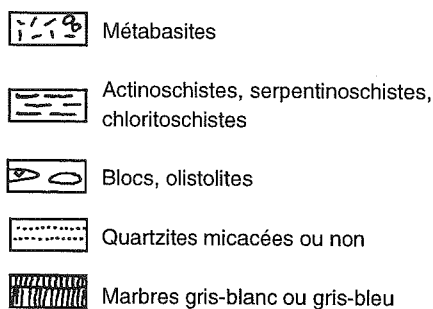 Métabasites
Actinoschistes, serpentinoschistes,
chloritoschistes
Blocs, olistolites
Quartzites micacées ou non
Marbres gris-blanc ou gris-bleu